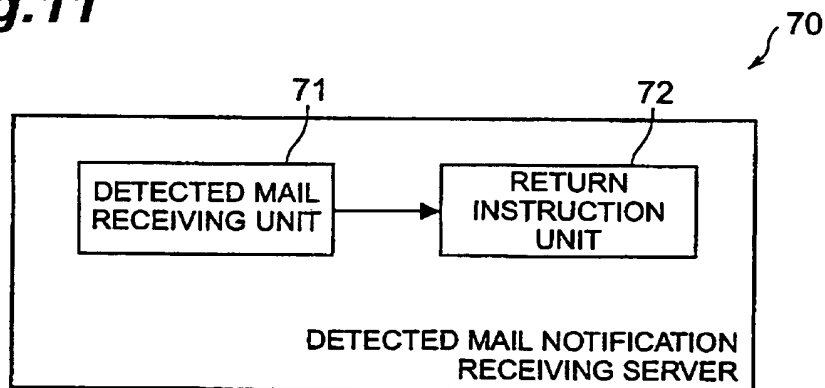 g.11
70
71
72
DETECTED MAIL
RECEIVING UNIT
RETURN
INSTRUCTION
UNIT
DETECTED MAIL NOTIFICATION
RECEIVING SERVER